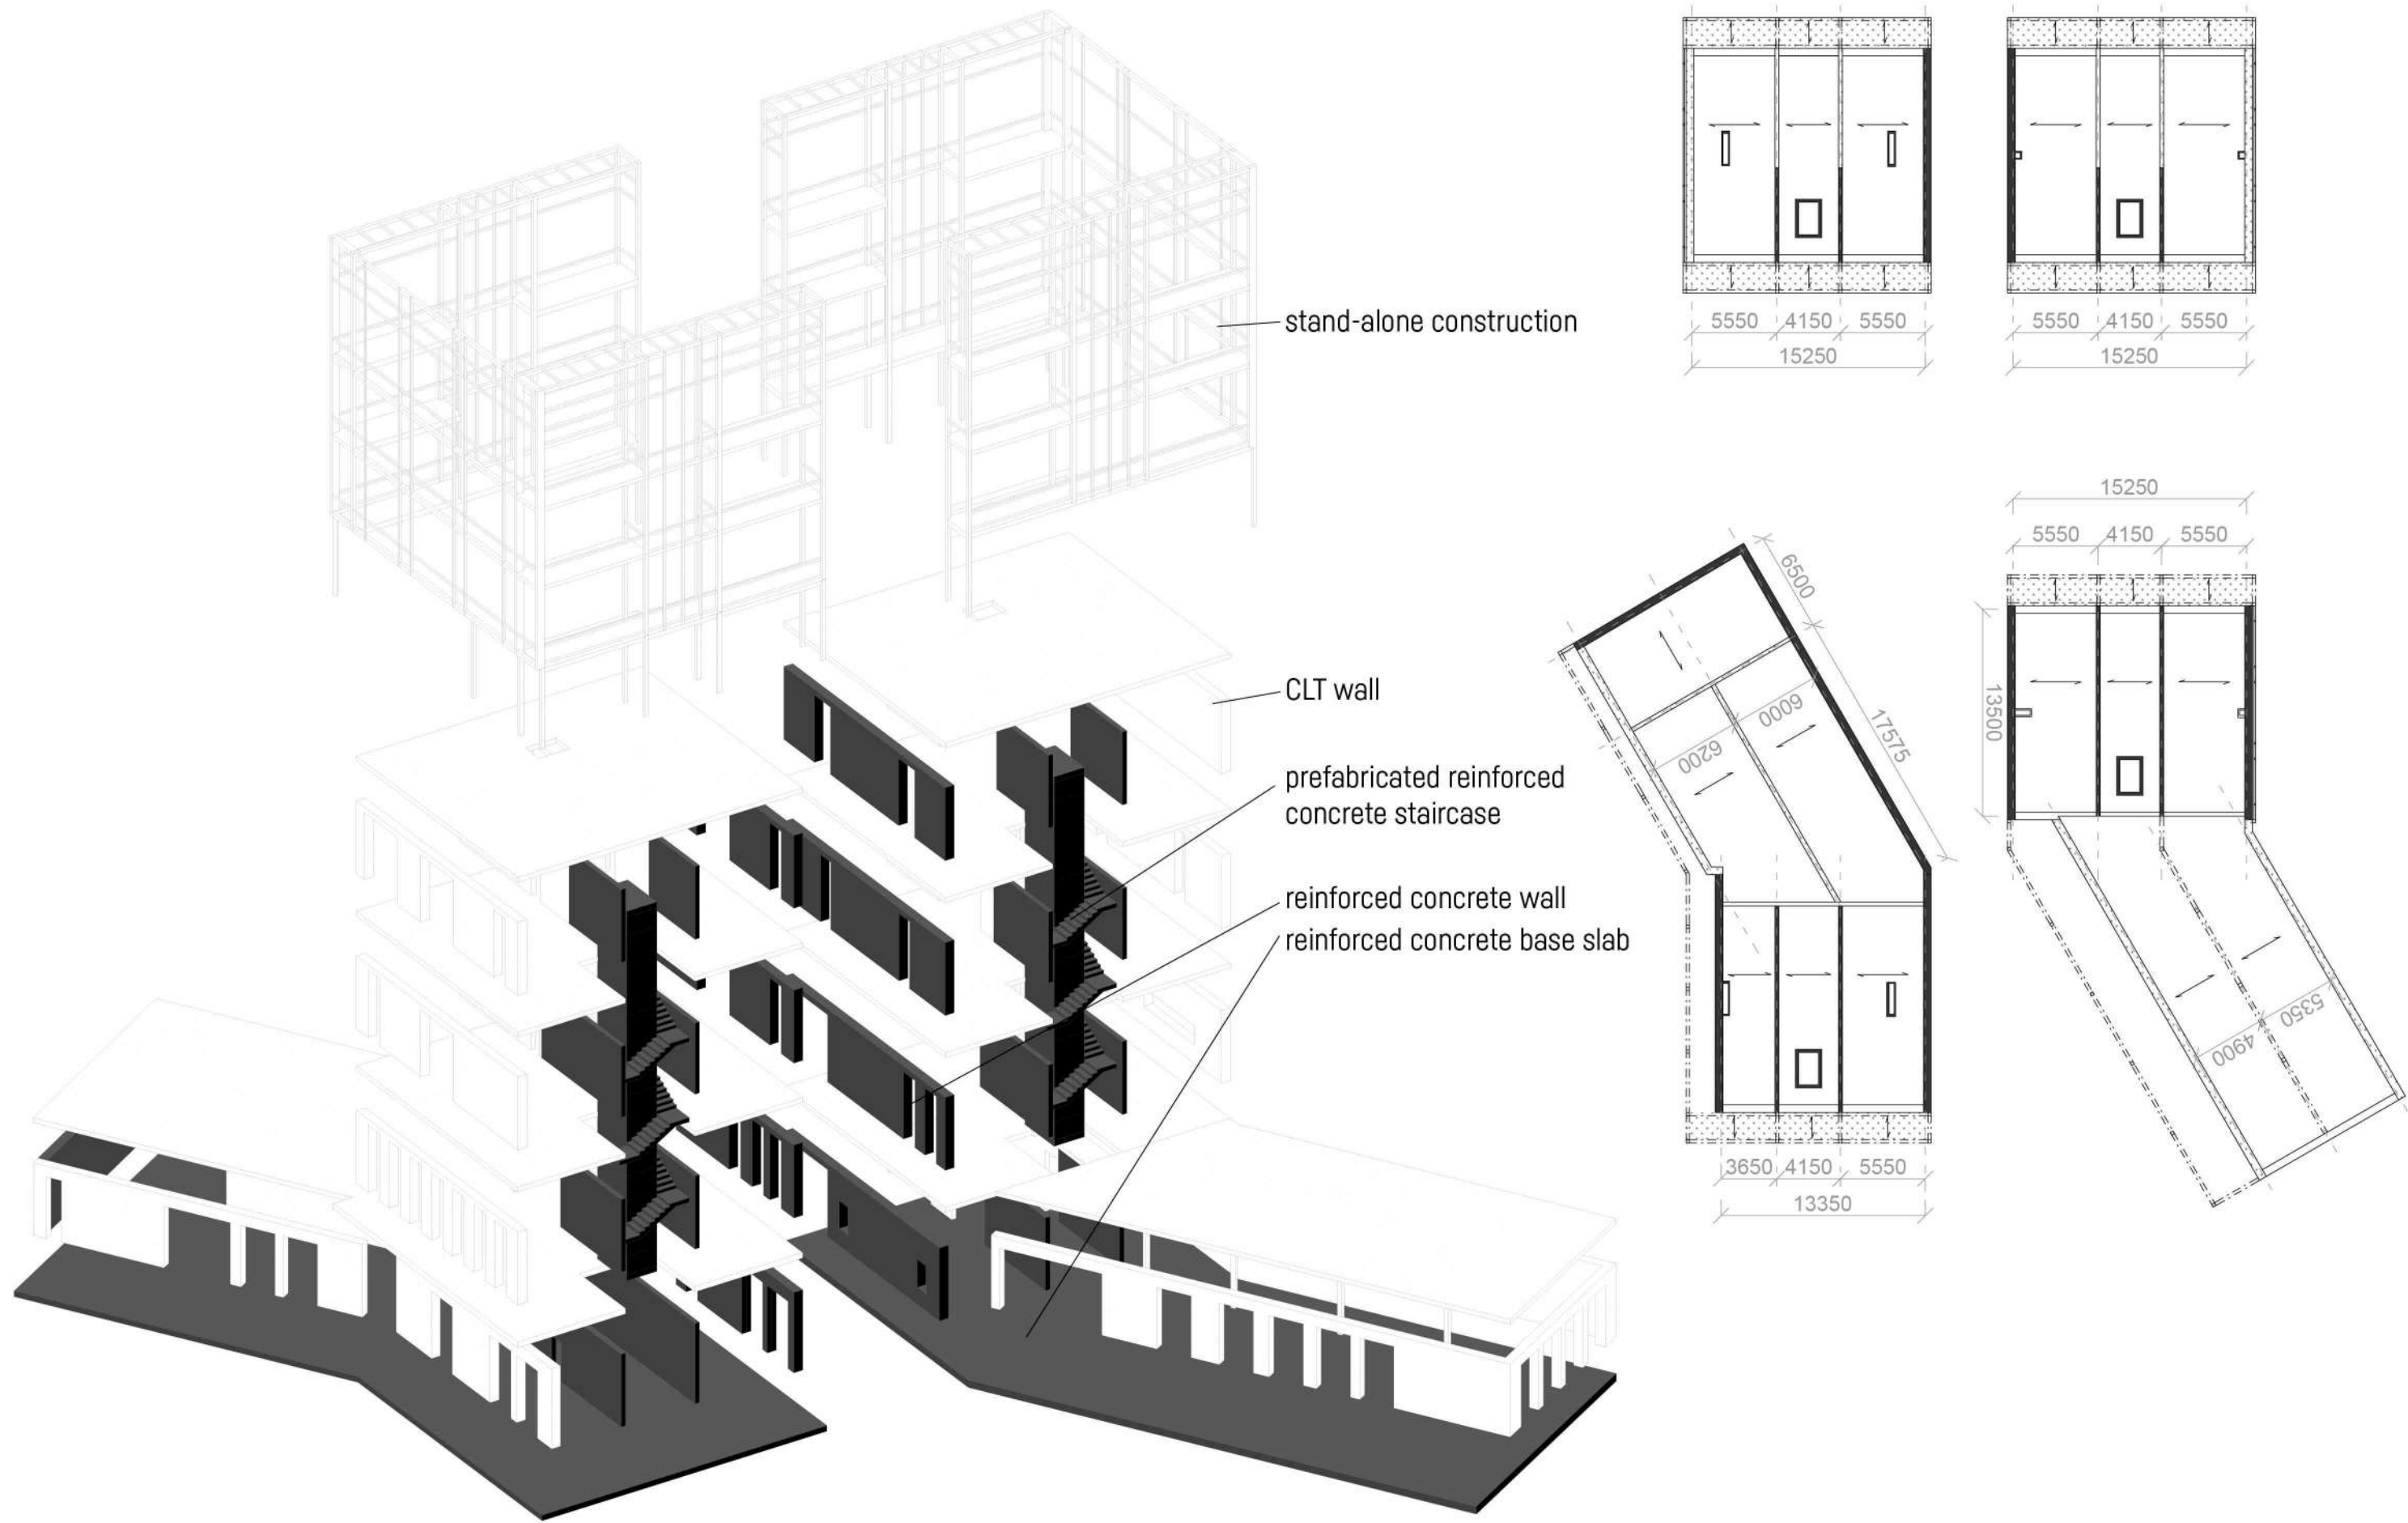 stand-alone construction
CLT wall
prefabricated reinforced
concrete staircase
reinforced concrete wall
reinforced concrete base slab
5550 4150 5550
15250
5550 4150 5550
15250
6500
17575
6000
6200
3650 4150 5550
13350
15250
5550 4150 5550
13500
5350
4900